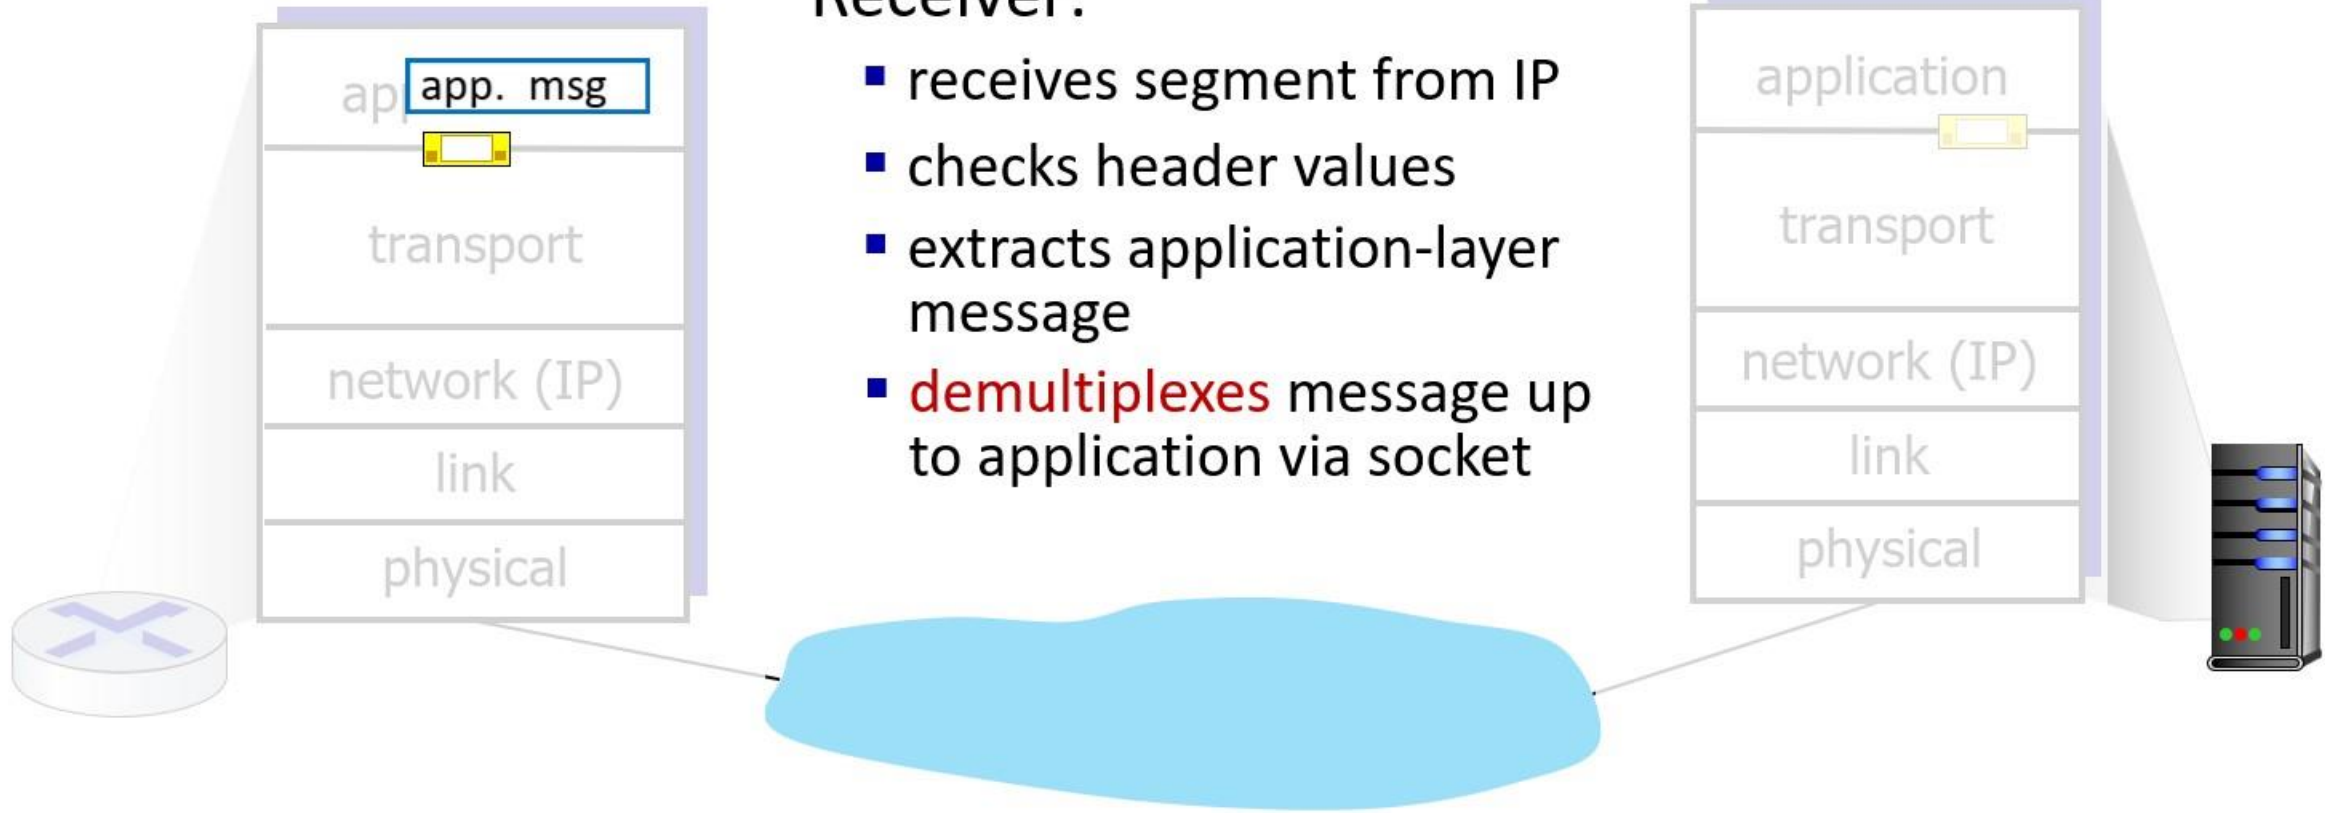 Receiver:
app. msg
receives segment from IP
checks header values
extracts application-layer
message
demultiplexes message up
to application via socket
transport
network (IP)
link
physical
application
transport
network (IP)
link
physical